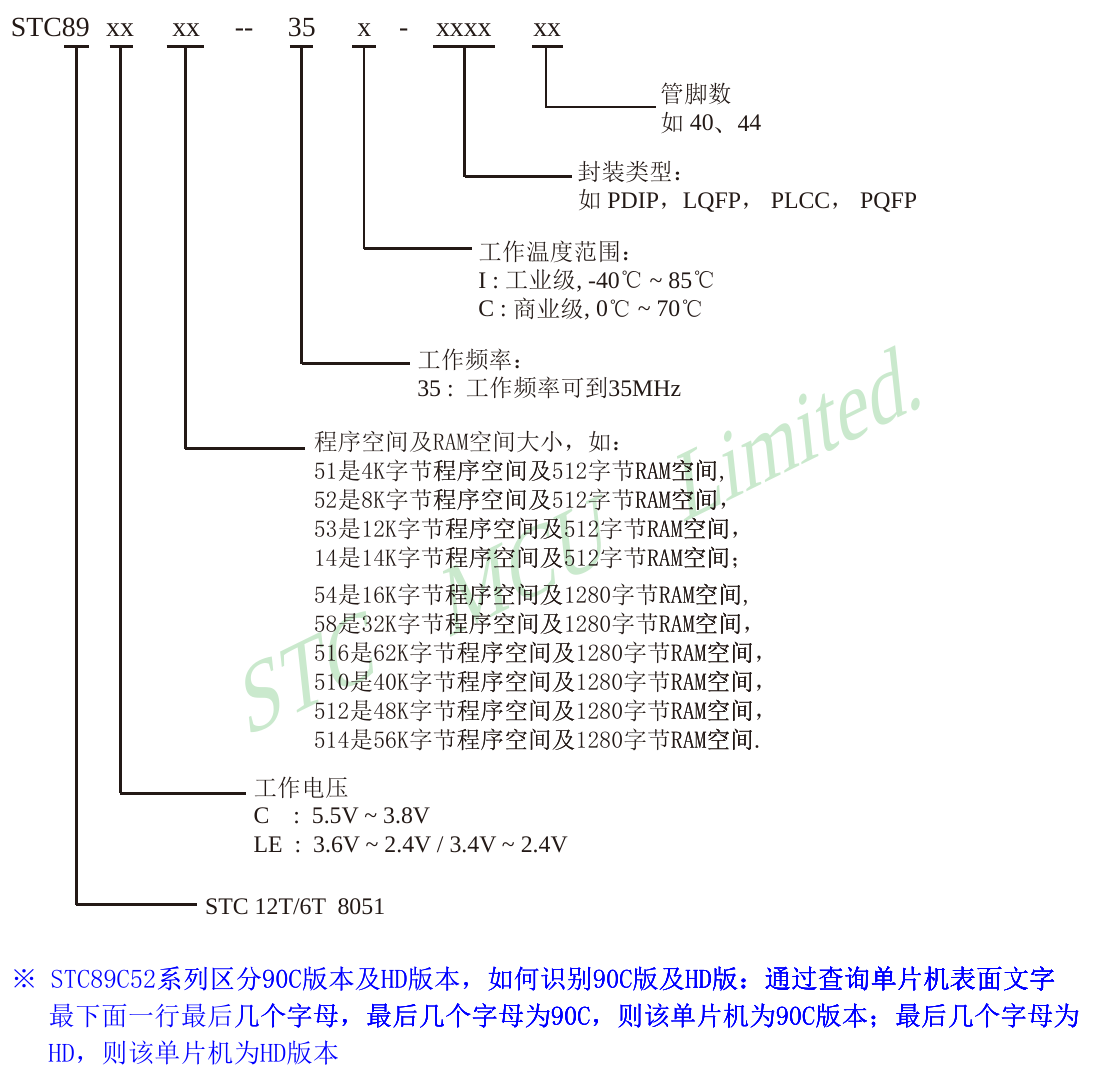 STC89 xx xx -- 35 x - xxxx xx
管脚数
如 40、44
封装类型：
如 PDIP，LQFP， PLCC， PQFP
工作温度范围：
I : 工业级, -40℃ ~ 85℃
C : 商业级, 0℃ ~ 70℃
工作频率：
35 : 工作频率可到35MHz
程序空间及RAM空间大小，如：
51是4K字节程序空间及512字节RAM空间,
52是8K字节程序空间及512字节RAM空间，
53是12K字节程序空间及512字节RAM空间，
14是14K字节程序空间及512字节RAM空间；
54是16K字节程序空间及1280字节RAM空间,
58是32K字节程序空间及1280字节RAM空间，
516是62K字节程序空间及1280字节RAM空间，
510是40K字节程序空间及1280字节RAM空间，
512是48K字节程序空间及1280字节RAM空间，
514是56K字节程序空间及1280字节RAM空间.
工作电压
C : 5.5V ~ 3.8V
LE : 3.6V ~ 2.4V / 3.4V ~ 2.4V
STC 12T/6T 8051
STC MCU Limited.
※ STC89C52系列区分90C版本及HD版本，如何识别90C版及HD版：通过查询单片机表面文字
最下面一行最后几个字母，最后几个字母为90C，则该单片机为90C版本；最后几个字母为
HD，则该单片机为HD版本